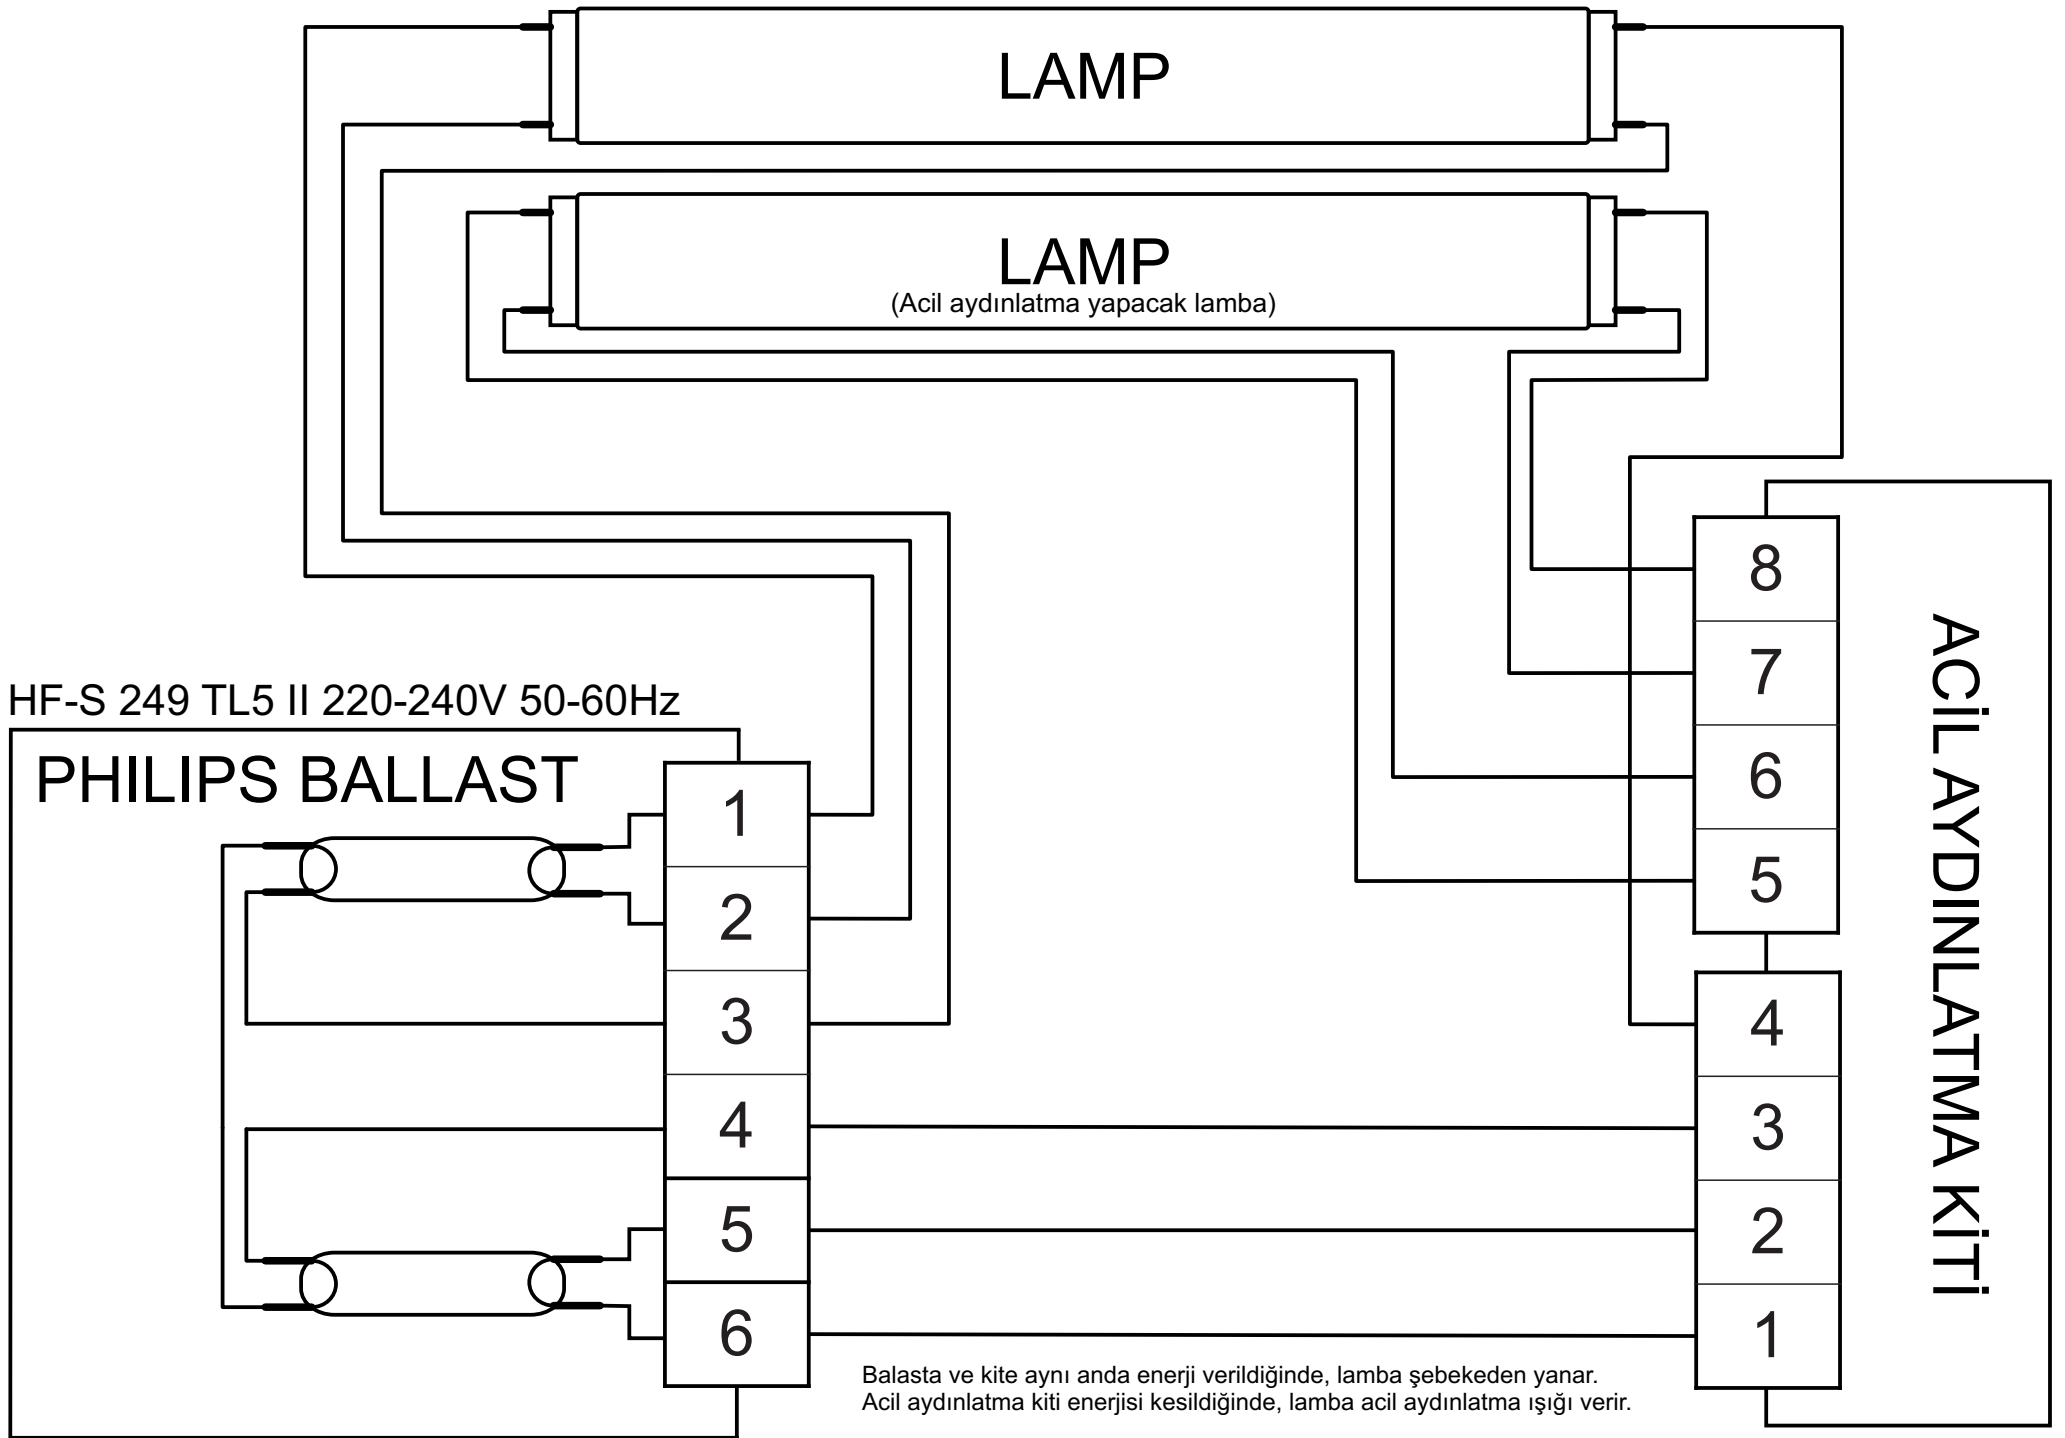 LAMP
LAMP
(Acil aydınlatma yapacak lamba)
HF-S 249 TL5 II 220-240V 50-60Hz
PHILIPS BALLAST
1
2
3
4
5
6
8
7
6
5
4
3
2
1
ACİL AYDINLATMA KİTİ
Balasta ve kite aynı anda enerji verildiğinde, lamba şebekeden yanar.
Acil aydınlatma kiti enerjisi kesildiğinde, lamba acil aydınlatma ışığı verir.